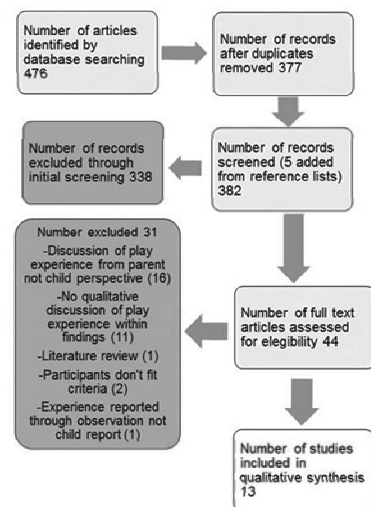 Number of articles
identified by
database searching
476
Number of records
after duplicates
removed 377
Number of records
excluded through
initial screening 338
Number of records
screened (5 added
from reference lists)
382
Number excluded 31
-Discussion of play
experience from parent
not child perspective (16)
-No qualitative
discussion of play
experience within
findings (11)
-Literature review (1)
-Participants don't fit
criteria (2)
-Experience reported
through observation not
child report (1)
Number of full text
articles assessed
for elegibility 44
Number of studies
included in
qualitative synthesis
13